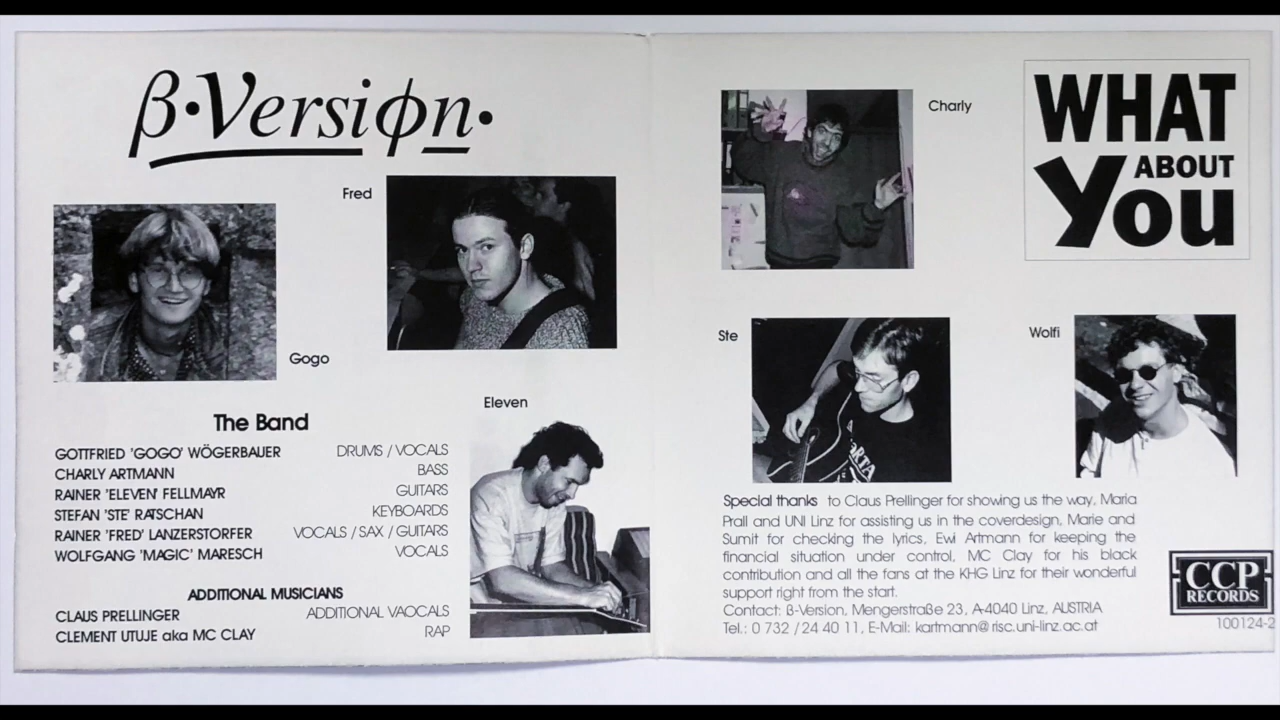 β·Versiφn·
Fred
Gogo
Eleven
The Band
GOTTFRIED 'GOGO' WÖGERBAUER DRUMS / VOCALS
CHARLY ARTMANN BASS
RAINER 'ELEVEN' FELLMAYR GUITARS
STEFAN 'STE' RATSCHAN KEYBOARDS
RAINER 'FRED' LANZERSTORFER VOCALS / SAX / GUITARS
WOLFGANG 'MAGIC' MARESCH VOCALS
ADDITIONAL MUSICIANS
CLAUS PRELLINGER ADDITIONAL VAOCALS
CLEMENT UTUJE aka MC CLAY RAP
Charly
WHAT
ABOUT
You
Ste
Wolfi
Special thanks to Claus Prellinger for showing us the way, Maria
Prall and UNI Linz for assisting us in the coverdesign, Marie and
Sumit for checking the lyrics, Ewi Artmann for keeping the
financial situation under control, MC Clay for his black
contribution and all the fans at the KHG Linz for their wonderful
support right from the start.
Contact: ß-Version, Mengerstraße 23, A-4040 Linz, AUSTRIA
Tel.: 0 732 / 24 40 11, E-Mail: kartmann@risc.uni-linz.ac.at
CCP
RECORDS
100124-2